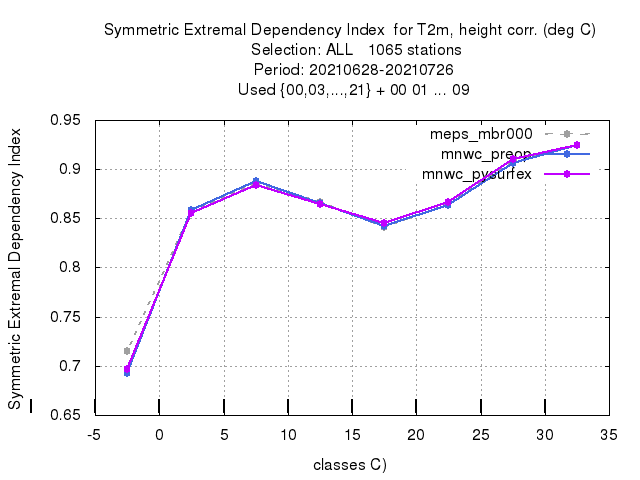 Symmetric Extremal Dependency Index  for T2m, height corr. (deg C)
Selection: ALL   1065 stations
Period: 20210628-20210726
Used {00,03,...,21} + 00 01 ... 09
Symmetric Extremal Dependency Index
0.95
0.9
0.85
0.8
0.75
0.7
0.65
meps_mbr000
mnwc_preop
mnwc_pysurfex
-5 0 5 10 15 20 25 30 35
classes C)